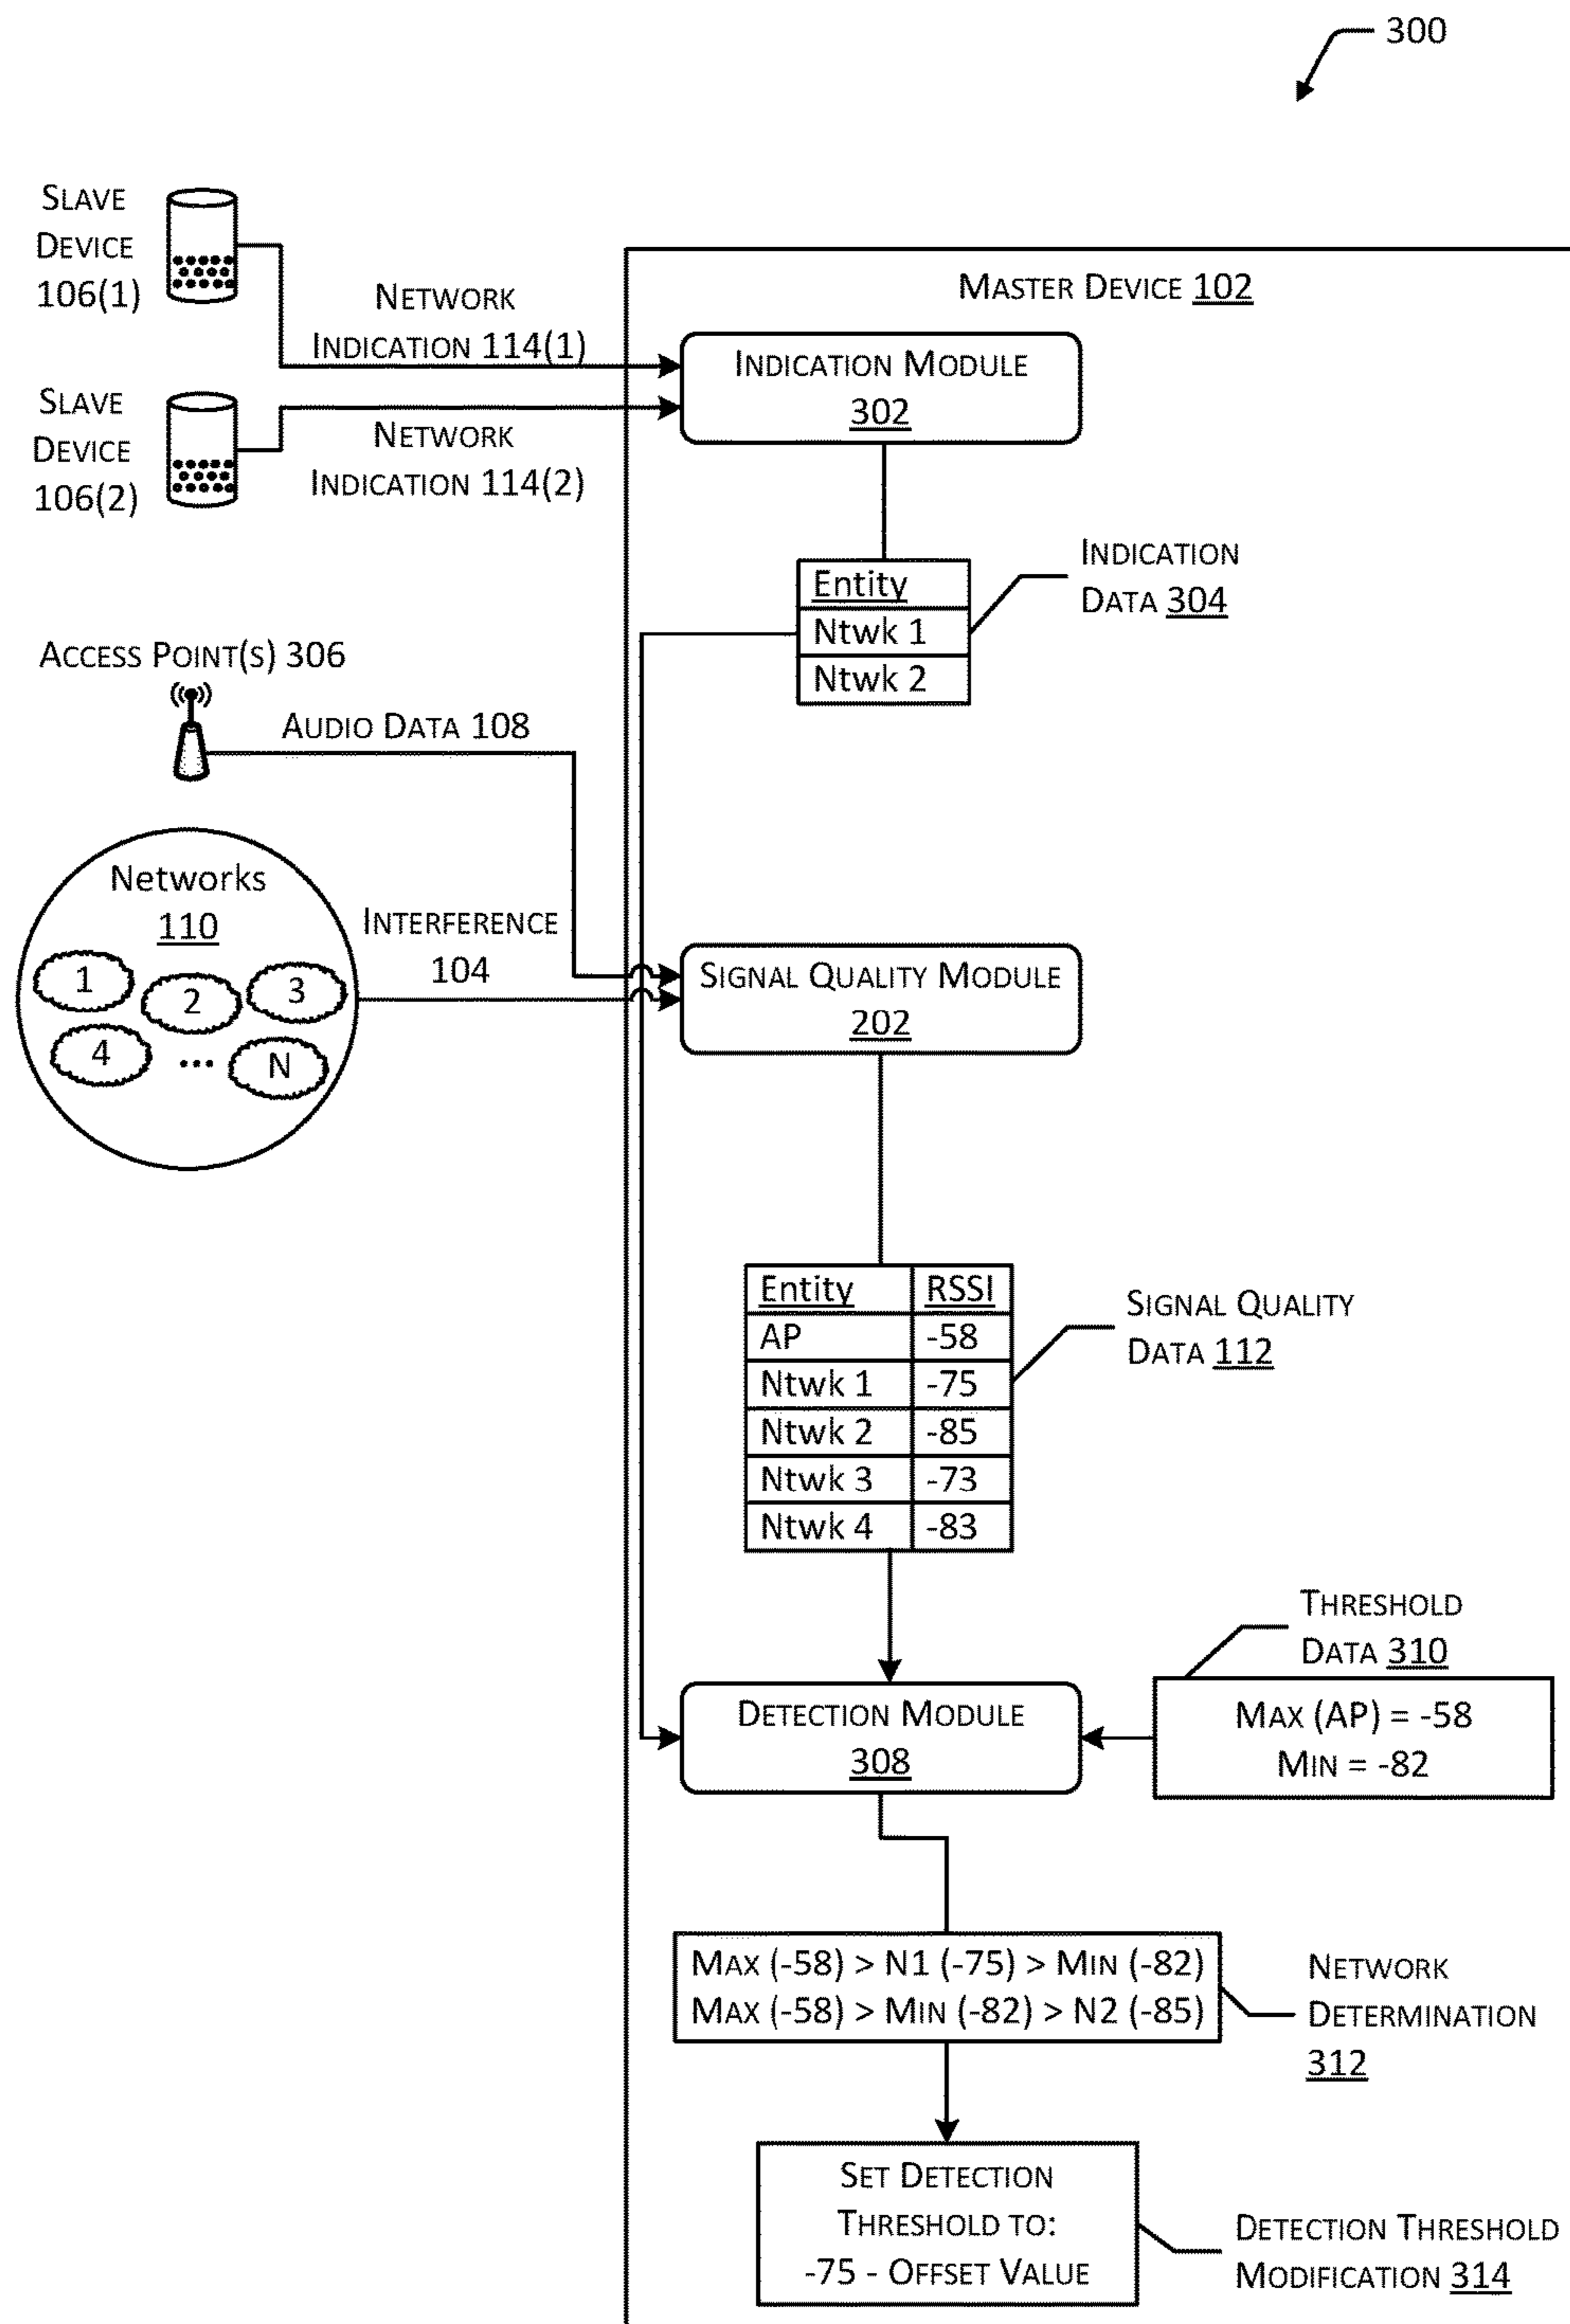 300
SLAVE
DEVICE
106(1)
NETWORK
INDICATION 114(1)
SLAVE
DEVICE
106(2)
NETWORK
INDICATION 114(2)
MASTER DEVICE 102
INDICATION MODULE
302
Entity
Ntwk 1
Ntwk 2
INDICATION
DATA 304
ACCESS POINT(S) 306
AUDIO DATA 108
Networks
110
1
2
3
4
...
N
INTERFERENCE
104
SIGNAL QUALITY MODULE
202
Entity RSSI
AP -58
Ntwk 1 -75
Ntwk 2 -85
Ntwk 3 -73
Ntwk 4 -83
SIGNAL QUALITY
DATA 112
THRESHOLD
DATA 310
MAX (AP) = -58
MIN = -82
DETECTION MODULE
308
MAX (-58) > N1 (-75) > MIN (-82)
MAX (-58) > MIN (-82) > N2 (-85)
NETWORK
DETERMINATION
312
SET DETECTION
THRESHOLD TO:
-75 - OFFSET VALUE
DETECTION THRESHOLD
MODIFICATION 314